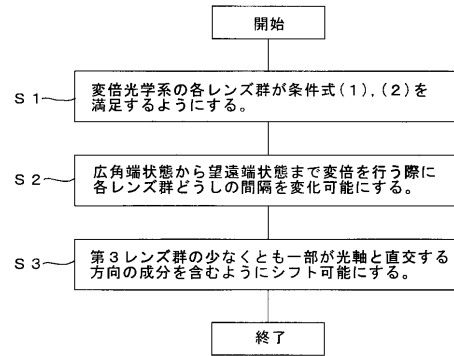 開始
S1
変倍光学系の各レンズ群が条件式(1),(2)を
満足するようにする。
S2
広角端状態から望遠端状態まで変倍を行う際に
各レンズ群どうしの間隔を変化可能にする。
S3
第3レンズ群の少なくとも一部が光軸と直交する
方向の成分を含むようにシフト可能にする。
終了